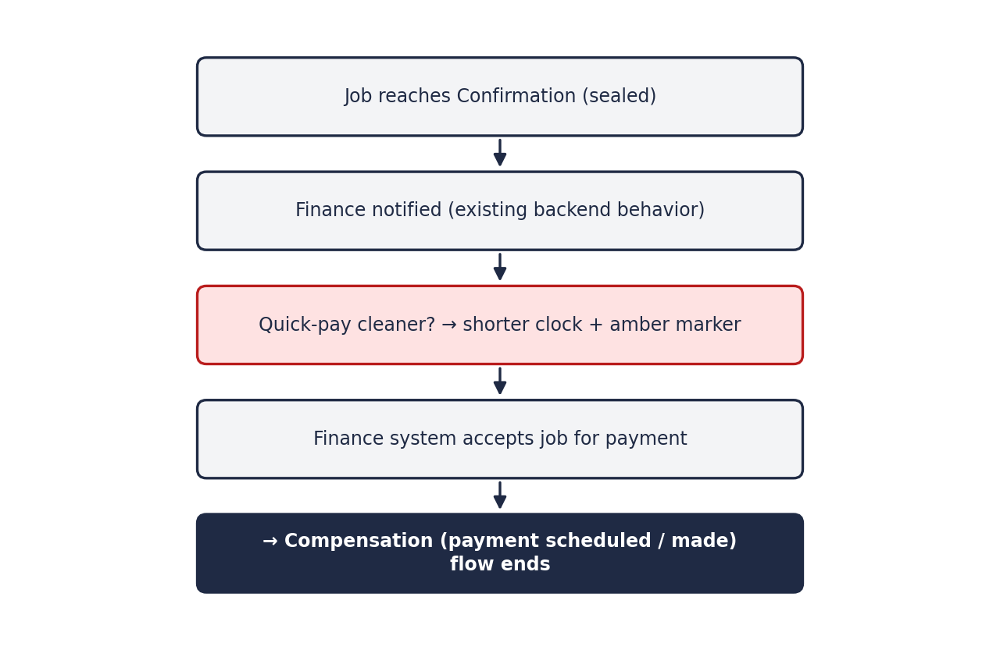 Job reaches Confirmation (sealed)
Finance notified (existing backend behavior)
Quick-pay cleaner? → shorter clock + amber marker
Finance system accepts job for payment
→ Compensation (payment scheduled / made)
flow ends